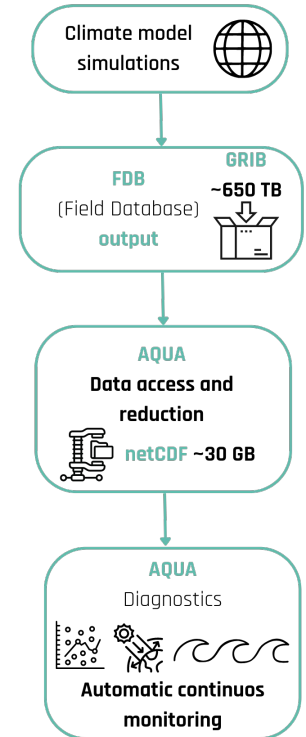 Climate model
simulations
GRIB
FDB
~650 TB
(Field Database)
output
AQUA
Data access and
reduction
netCDF ~30 GB
AQUA
Diagnostics
Automatic continuos
monitoring